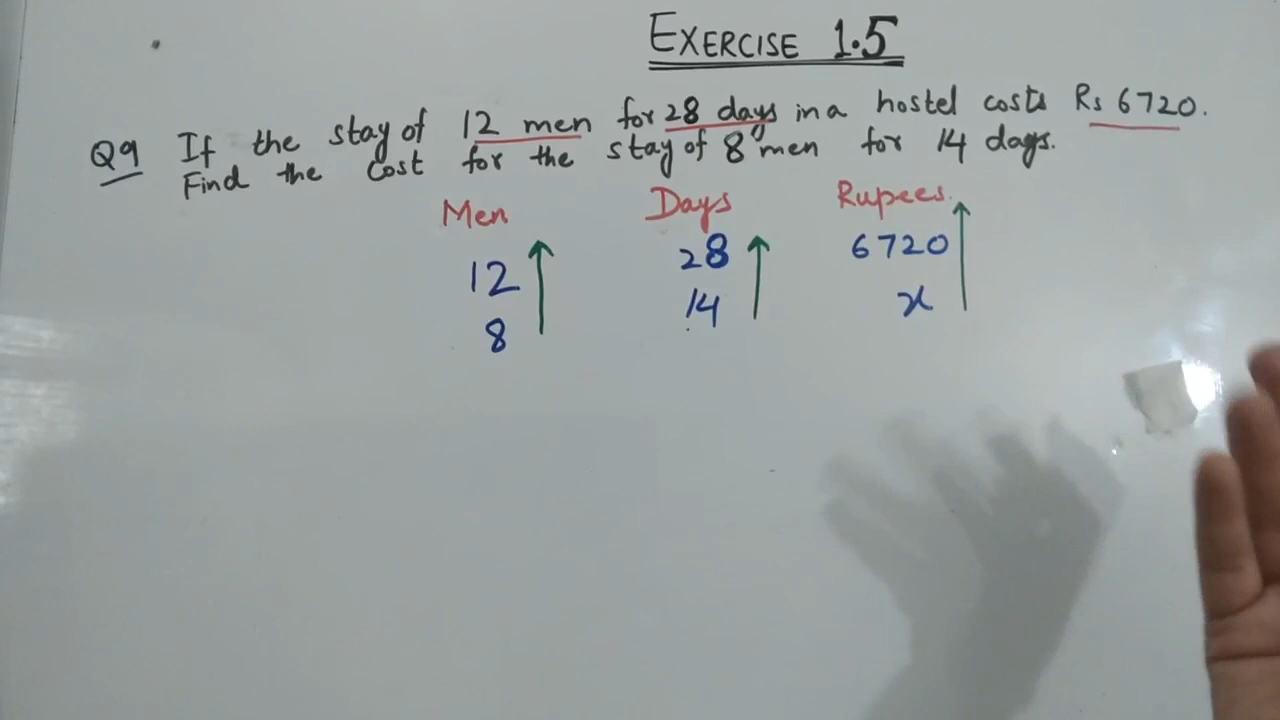 EXERCISE 1.5
Q9 If the stay of 12 men for 28 days in a hostel costs Rs 6720.
Find the cost for the stay of 8 men for 14 days.
Men Days Rupees
12 28 6720
8 14 x